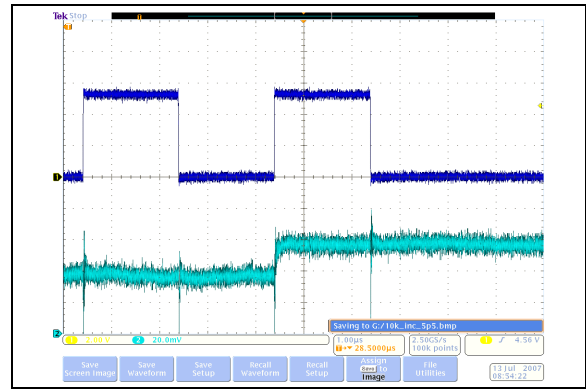 Tek Stop
1
2
Saving to G:/10k_inc_5p5.bmp
1 2.00 V 2 20.0mV
1.00µs
28.5000µs
2.50GS/s
100k points
1 4.50 V
Save
Screen Image
Save
Waveform
Save
Setup
Recall
Waveform
Recall
Setup
Assign
Save to
Image
File
Utilities
13 Jul 2007
08:54:22